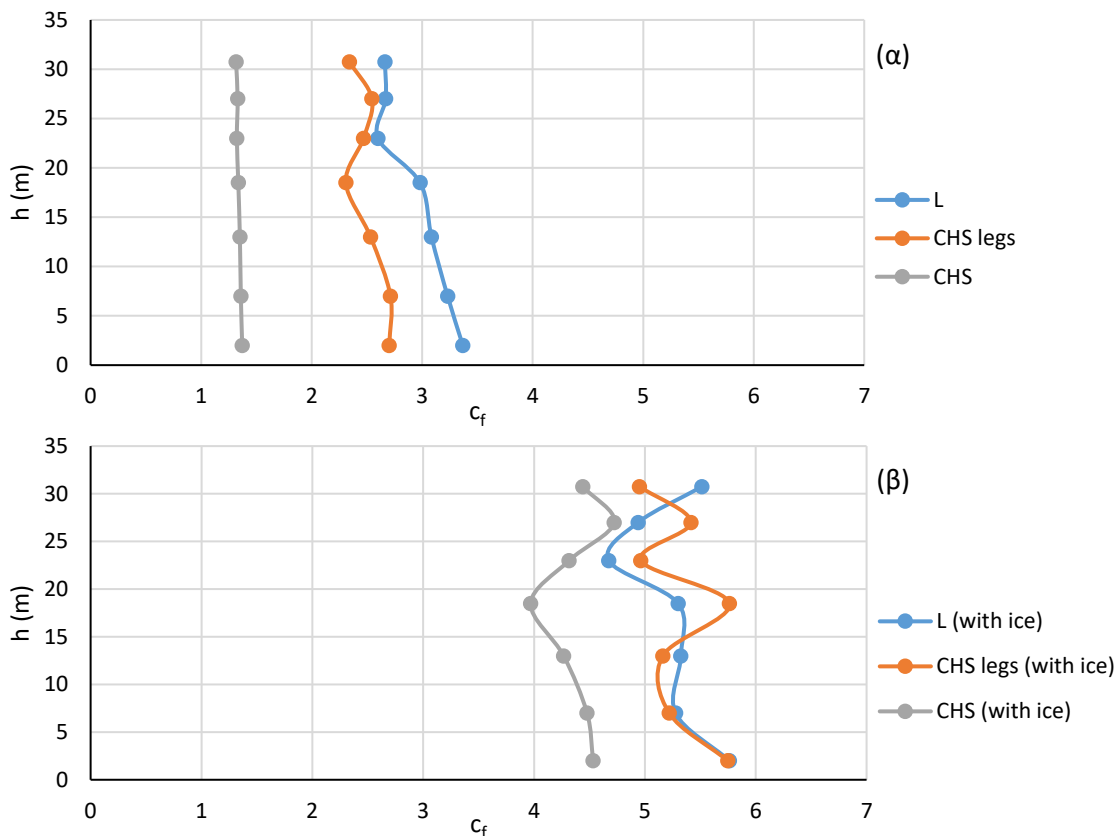 35
30
25
20
15
10
5
0
h (m)
0 1 2 3 4 5 6 7
c_f
(α)
L
CHS legs
CHS
35
30
25
20
15
10
5
0
h (m)
0 1 2 3 4 5 6 7
c_f
(β)
L (with ice)
CHS legs (with ice)
CHS (with ice)